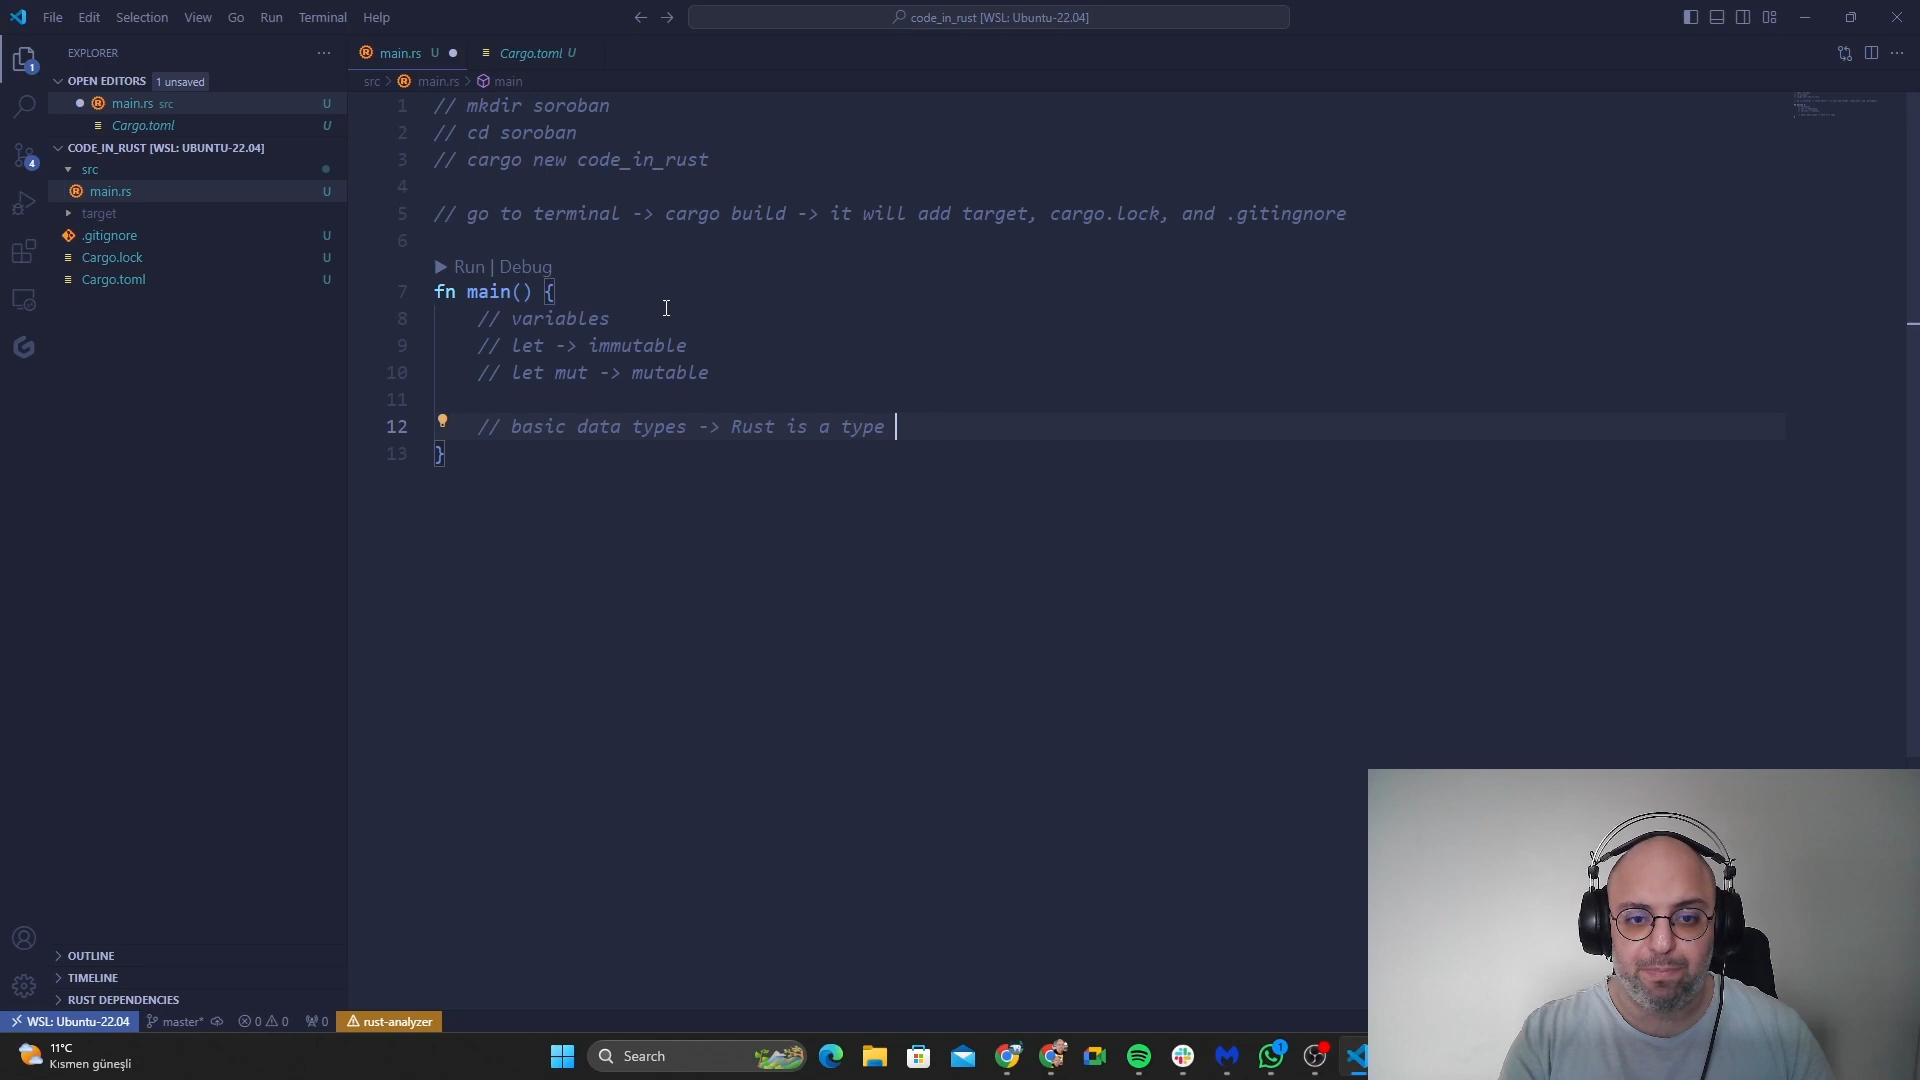 File Edit Selection View Go Run Terminal Help
code_in_rust [WSL: Ubuntu-22.04]
EXPLORER
OPEN EDITORS 1 unsaved
main.rs src U
Cargo.toml U
CODE_IN_RUST [WSL: UBUNTU-22.04]
src
main.rs U
target
.gitignore U
Cargo.lock U
Cargo.toml U
OUTLINE
TIMELINE
RUST DEPENDENCIES
1
4
main.rs U
Cargo.toml U
src > main.rs > main
1 // mkdir soroban
2 // cd soroban
3 // cargo new code_in_rust
4
5 // go to terminal -> cargo build -> it will add target, cargo.lock, and .gitingnore
6
Run | Debug
7 fn main() {
8 // variables
9 // let -> immutable
10 // let mut -> mutable
11
12 // basic data types -> Rust is a type
13 }
WSL: Ubuntu-22.04 master* 0 0 0 rust-analyzer
11°C
Kısmen güneşli
Search
1